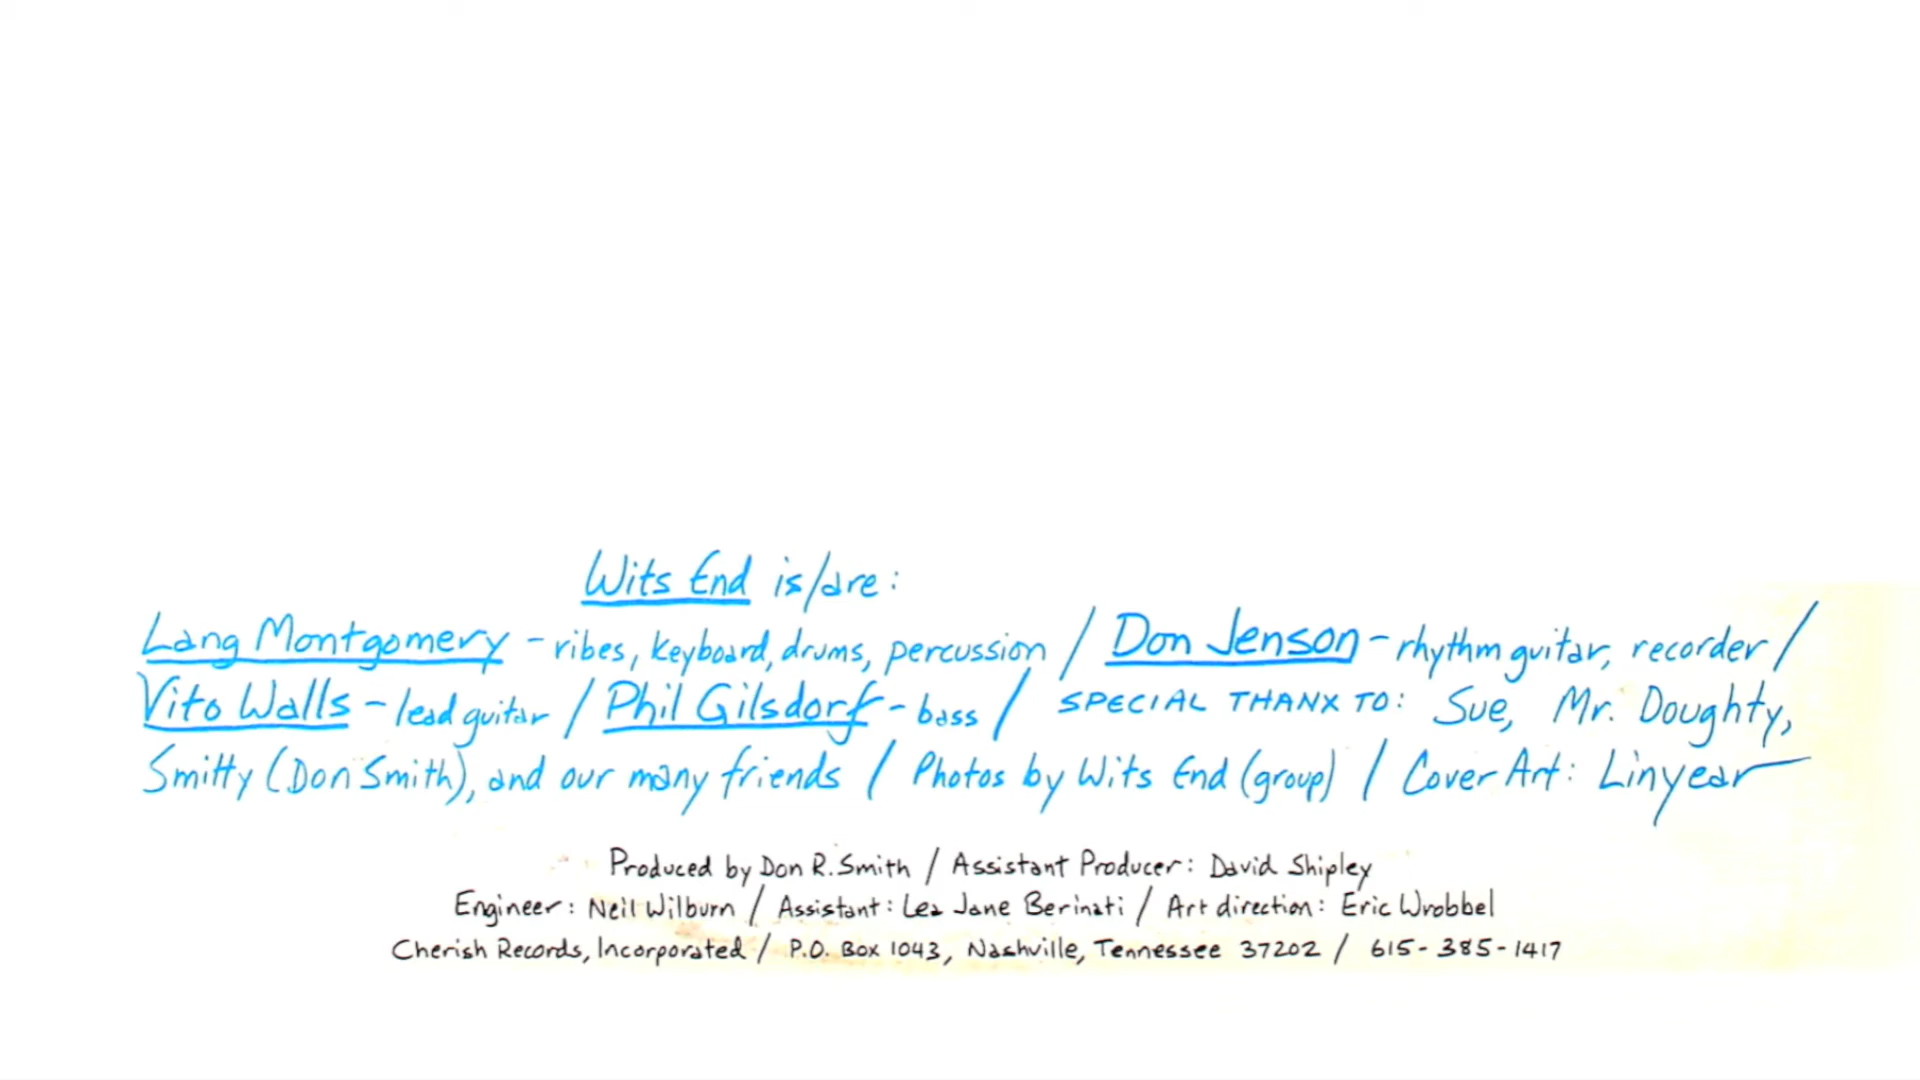 Wits End is/are:
Lang Montgomery - ribes, keyboard, drums, percussion / Don Jenson - rhythm guitar, recorder /
Vito Walls - lead guitar / Phil Gilsdorf - bass / SPECIAL THANX TO: Sue, Mr. Doughty,
Smitty (Don Smith), and our many friends / Photos by Wits End (group) / Cover Art: Linyear
Produced by Don R. Smith / Assistant Producer: David Shipley
Engineer: Neil Wilburn / Assistant: Lea Jane Berinati / Art direction: Eric Wrobbel
Cherish Records, Incorporated / P.O. Box 1043, Nashville, Tennessee 37202 / 615-385-1417